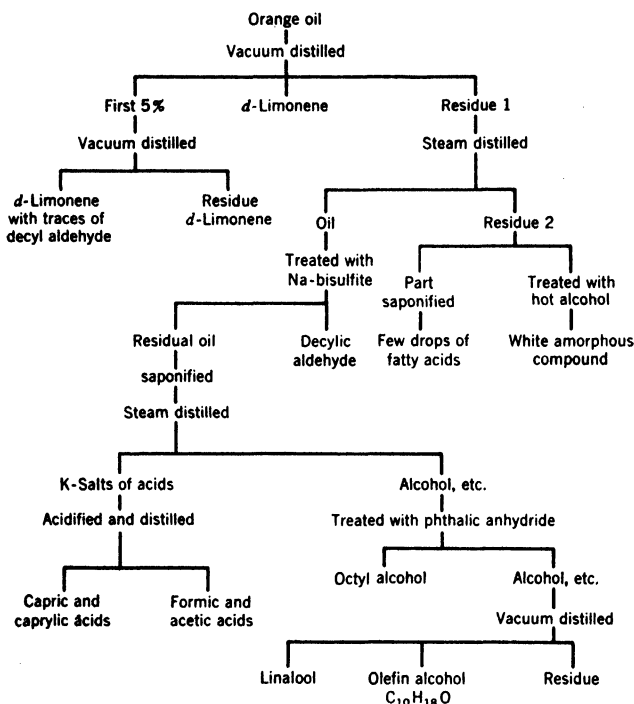 Orange oil
Vacuum distilled
First 5%
d-Limonene
Residue 1
Vacuum distilled
Steam distilled
d-Limonene
with traces of
decyl aldehyde
Residue
d-Limonene
Oil
Residue 2
Treated with
Na-bisulfite
Part
saponified
Treated with
hot alcohol
Residual oil
Decylic
aldehyde
Few drops of
fatty acids
White amorphous
compound
saponified
Steam distilled
K-Salts of acids
Alcohol, etc.
Acidified and distilled
Treated with phthalic anhydride
Octyl alcohol
Alcohol, etc.
Capric and
caprylic acids
Formic and
acetic acids
Vacuum distilled
Linalool
Olefin alcohol
C₁₀H₁₈O
Residue